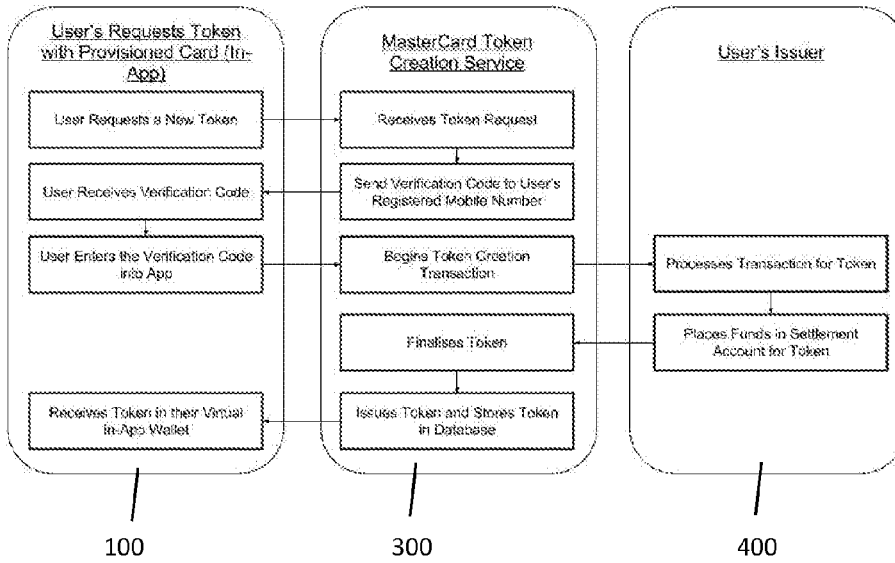 User's Requests Token
with Provisioned Card (In-
App)
MasterCard Token
Creation Service
User's Issuer
User Requests a New Token
Receives Token Request
User Receives Verification Code
Send Verification Code to User's
Registered Mobile Number
User Enters the Verification Code
into App
Begins Token Creation
Transaction
Processes Transaction for Token
Finalises Token
Places Funds in Settlement
Account for Token
Receives Token in their Virtual
In-App Wallet
Issues Token and Stores Token
in Database
100
300
400